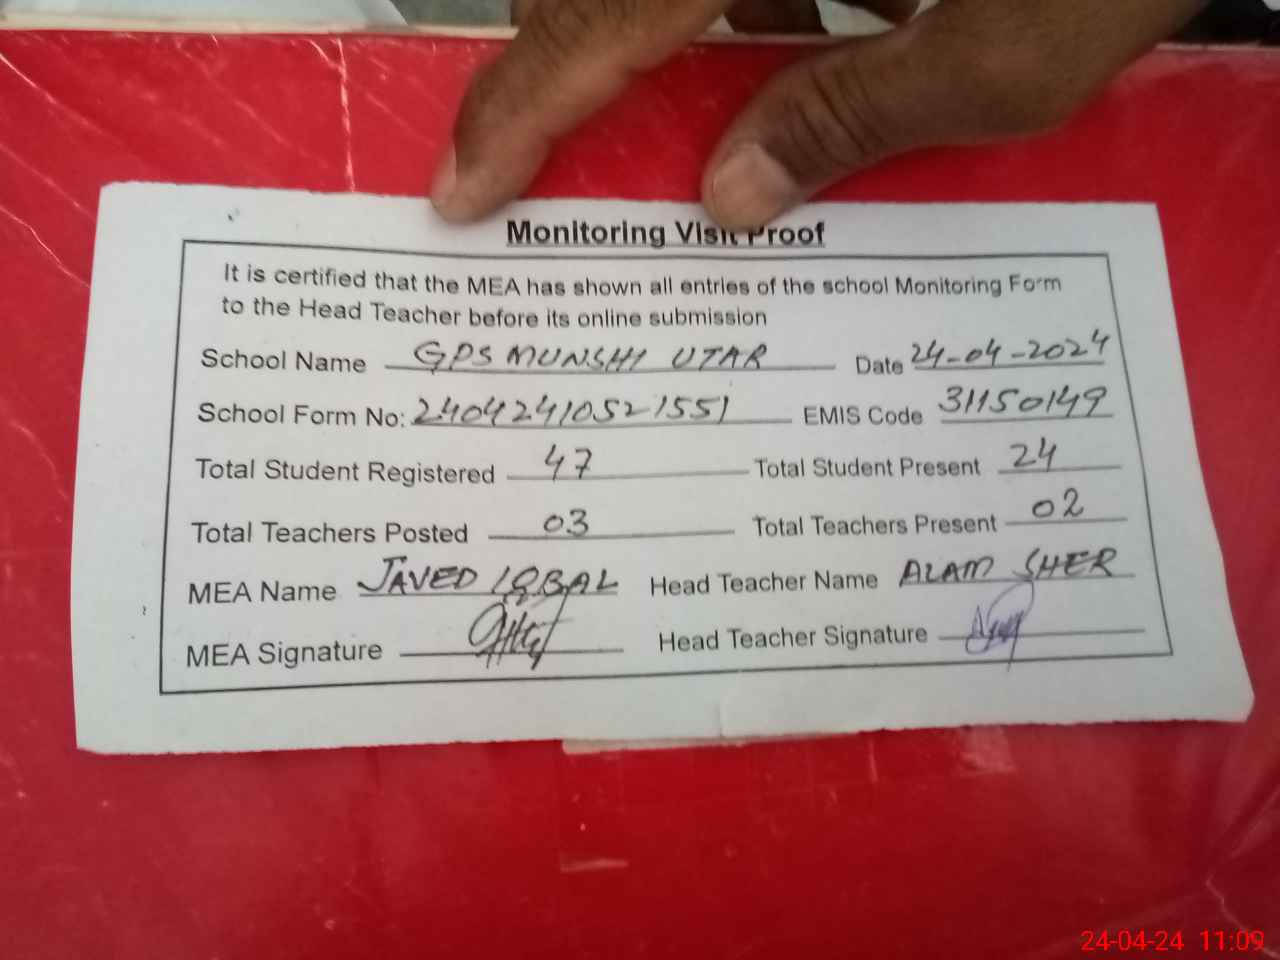 Monitoring Visit Proof
It is certified that the MEA has shown all entries of the school Monitoring Form
to the Head Teacher before its online submission
School Name GPS MUNSHI UTAR Date 24-04-2024
School Form No: 24042410521551 EMIS Code 31150149
Total Student Registered 47 Total Student Present 24
Total Teachers Posted 03 Total Teachers Present 02
MEA Name JAVED IQBAL Head Teacher Name ALAM SHER
MEA Signature Head Teacher Signature
24-04-24 11:09